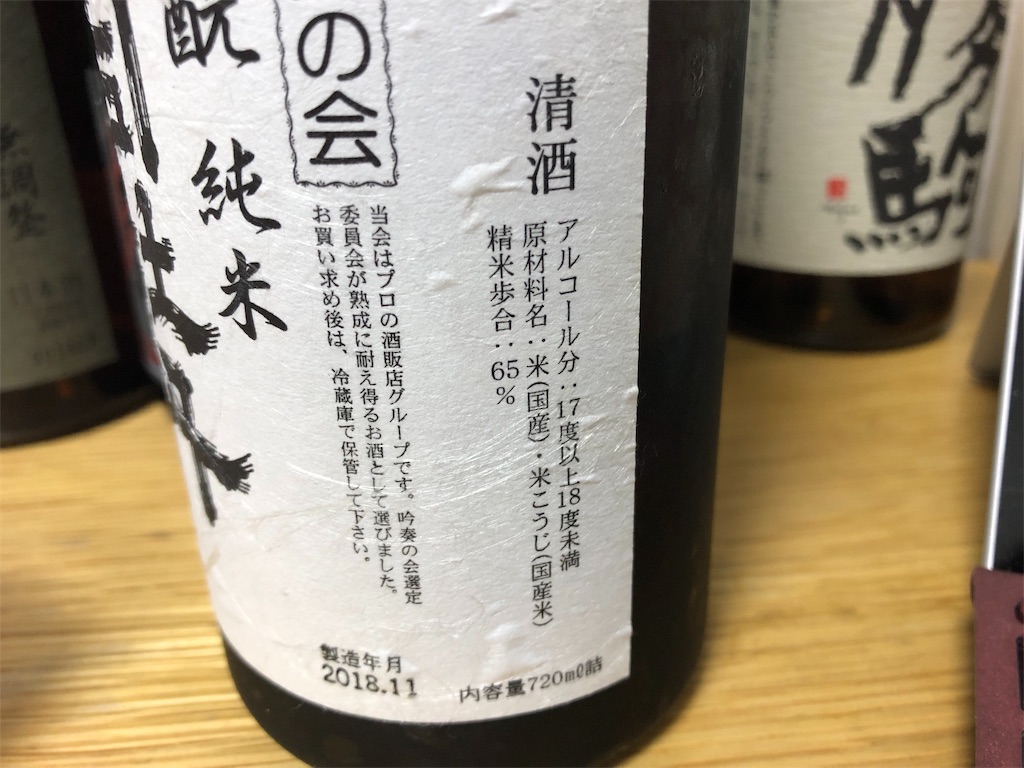 清酒
アルコール分：17度以上18度未満
原材料名：米（国産）・米こうじ（国産米）
精米歩合：65％
の会
当会はプロの酒販店グループです。吟奏の会選定
委員会が熟成に耐え得るお酒として選びました。
お買い求め後は、冷蔵庫で保管して下さい。
酛
純米
製造年月
2018.11
内容量720mℓ詰